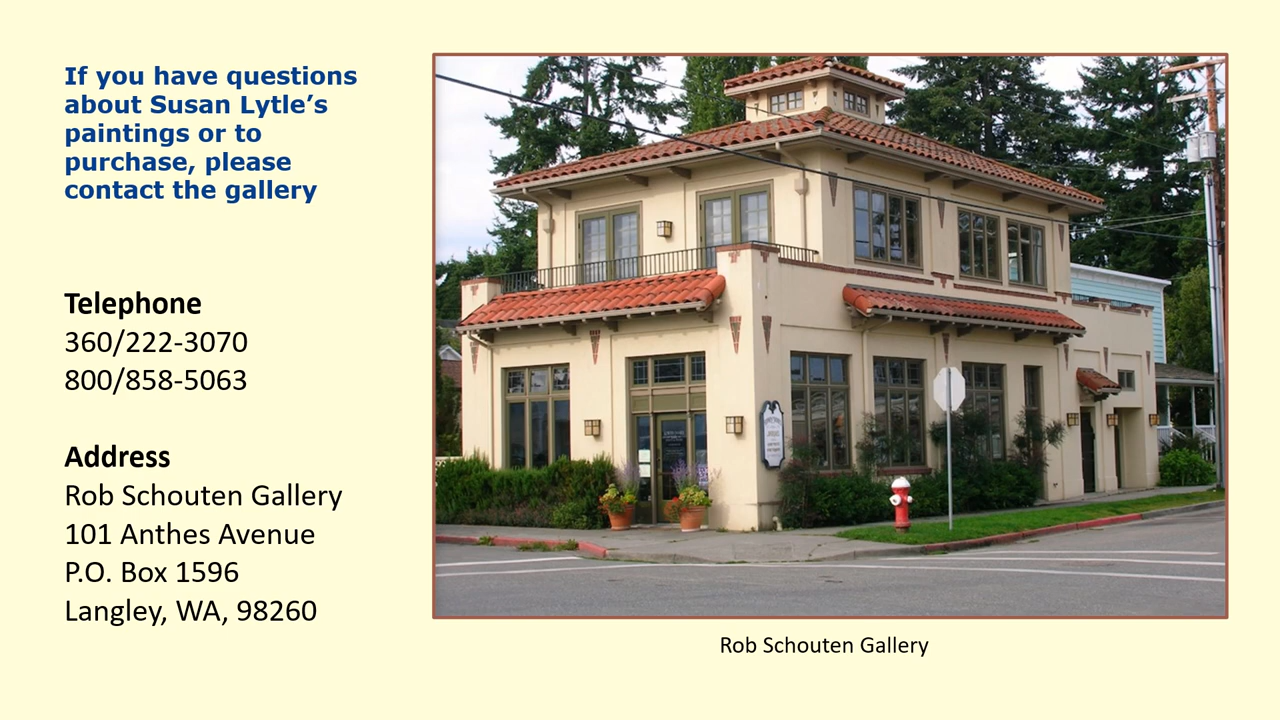 If you have questions
about Susan Lytle’s
paintings or to
purchase, please
contact the gallery
Telephone
360/222-3070
800/858-5063
Address
Rob Schouten Gallery
101 Anthes Avenue
P.O. Box 1596
Langley, WA, 98260
Rob Schouten Gallery